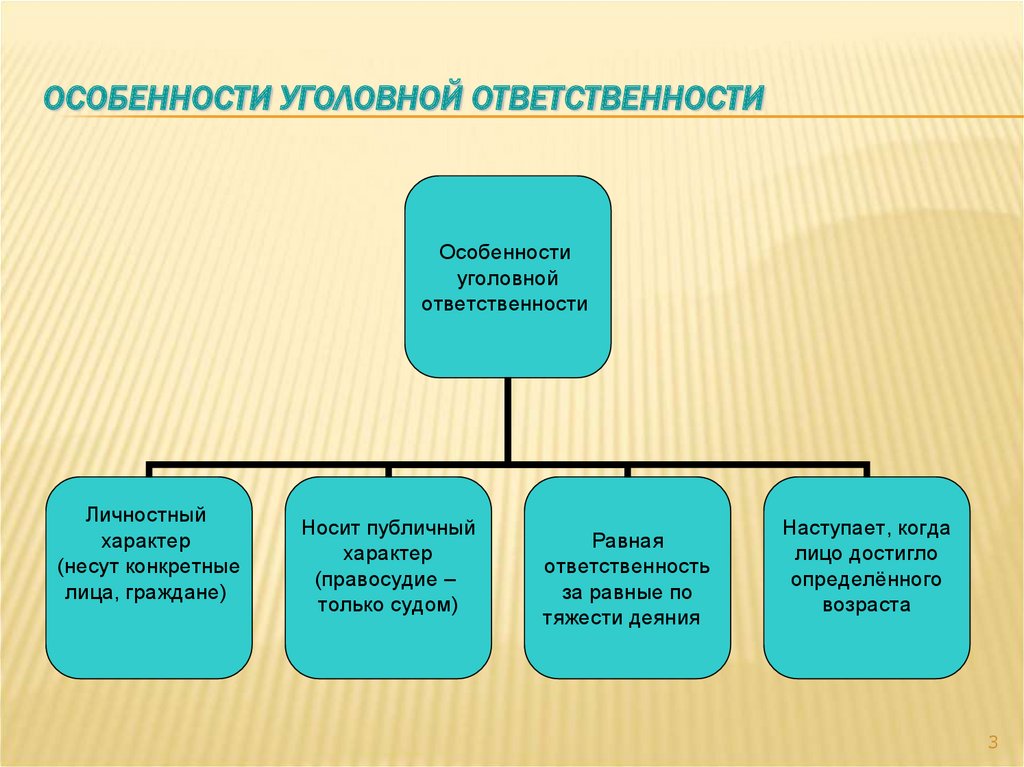 ОСОБЕННОСТИ УГОЛОВНОЙ ОТВЕТСТВЕННОСТИ
Особенности
уголовной
ответственности
Личностный
характер
(несут конкретные
лица, граждане)
Носит публичный
характер
(правосудие –
только судом)
Равная
ответственность
за равные по
тяжести деяния
Наступает, когда
лицо достигло
определённого
возраста
3